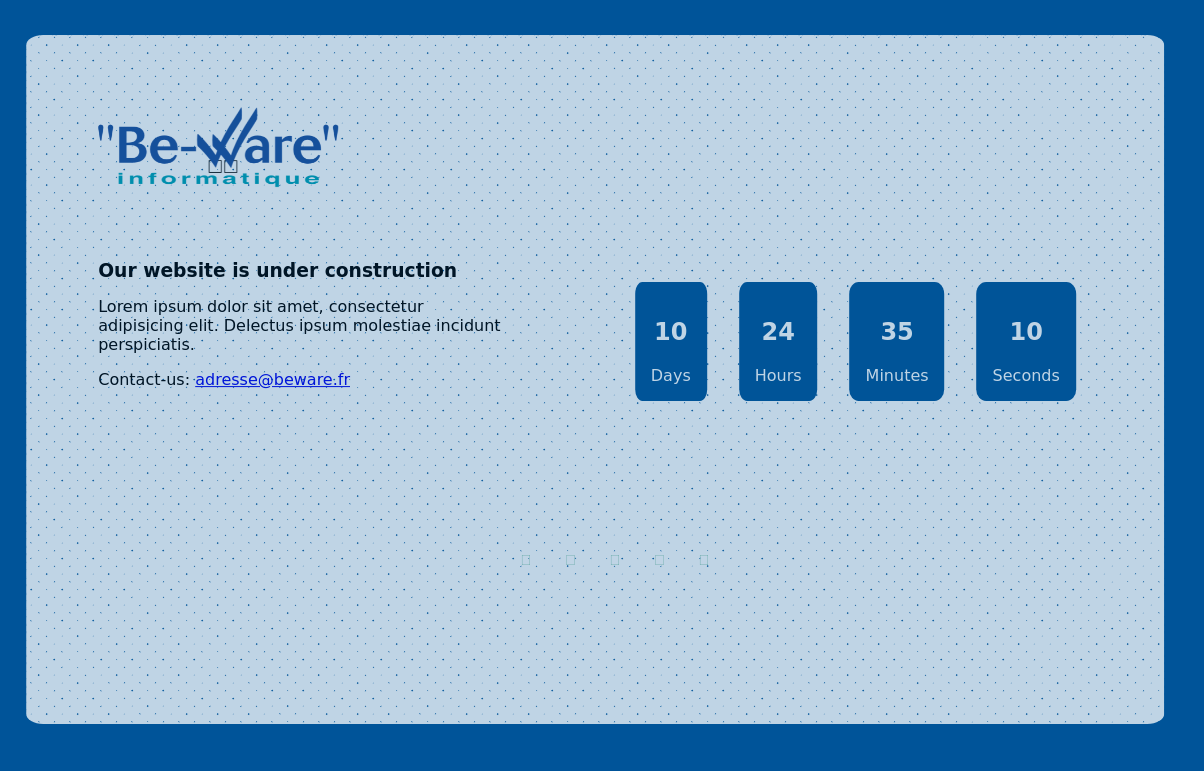 "Be-Ware"
informatique
Our website is under construction
Lorem ipsum dolor sit amet, consectetur
adipisicing elit. Delectus ipsum molestiae incidunt
perspiciatis.
Contact-us: adresse@beware.fr
10 24 35 10
Days Hours Minutes Seconds